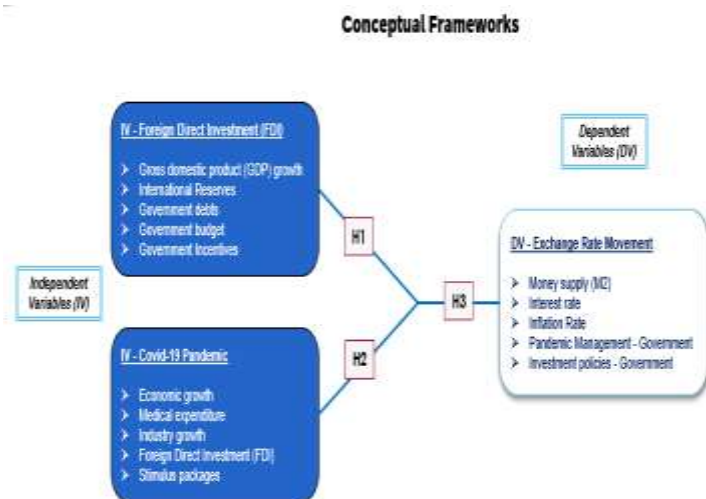 Conceptual Frameworks
IV - Foreign Direct Investment (FDI)
Gross domestic product (GDP) growth
International Reserves
Government debts
Government budget
Government Incentives
Dependent
Variables (DV)
H1
DV - Exchange Rate Movement
Money supply (M2)
Interest rate
Inflation Rate
Pandemic Management - Government
Investment policies - Government
H3
Independent
Variables (IV)
H2
IV - Covid-19 Pandemic
Economic growth
Medical expenditure
Industry growth
Foreign Direct Investment (FDI)
Stimulus packages